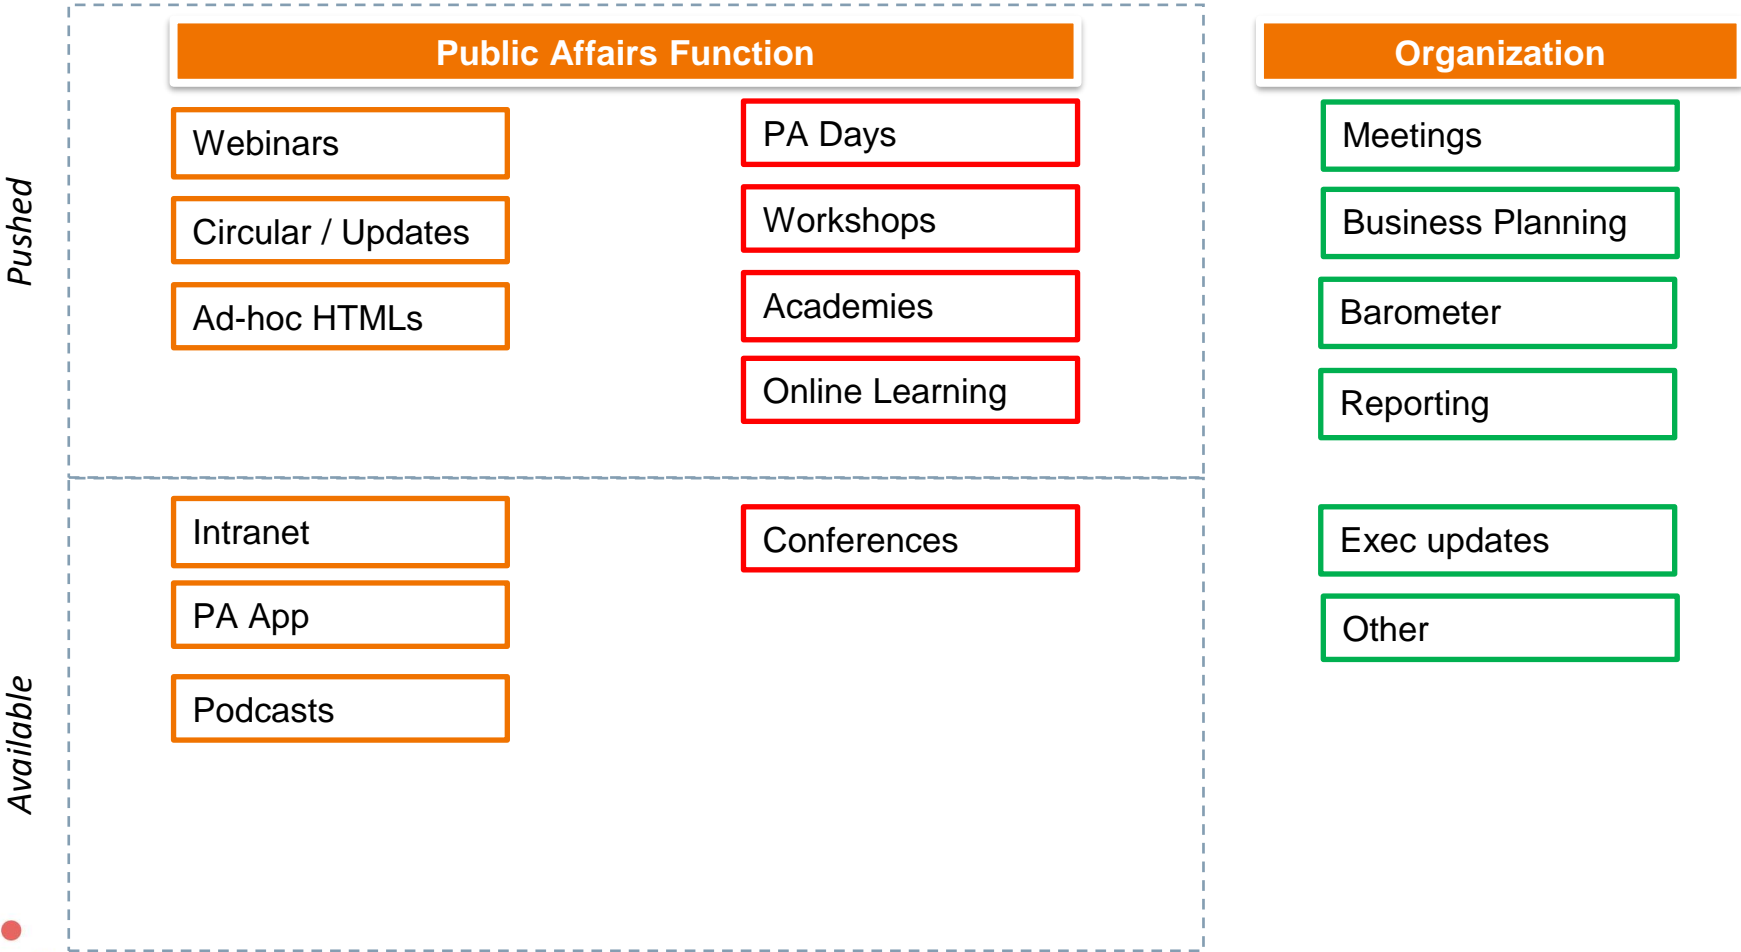 Public Affairs Function
Organization
Pushed
Webinars
Circular / Updates
Ad-hoc HTMLs
PA Days
Workshops
Academies
Online Learning
Meetings
Business Planning
Barometer
Reporting
Available
Intranet
PA App
Podcasts
Conferences
Exec updates
Other